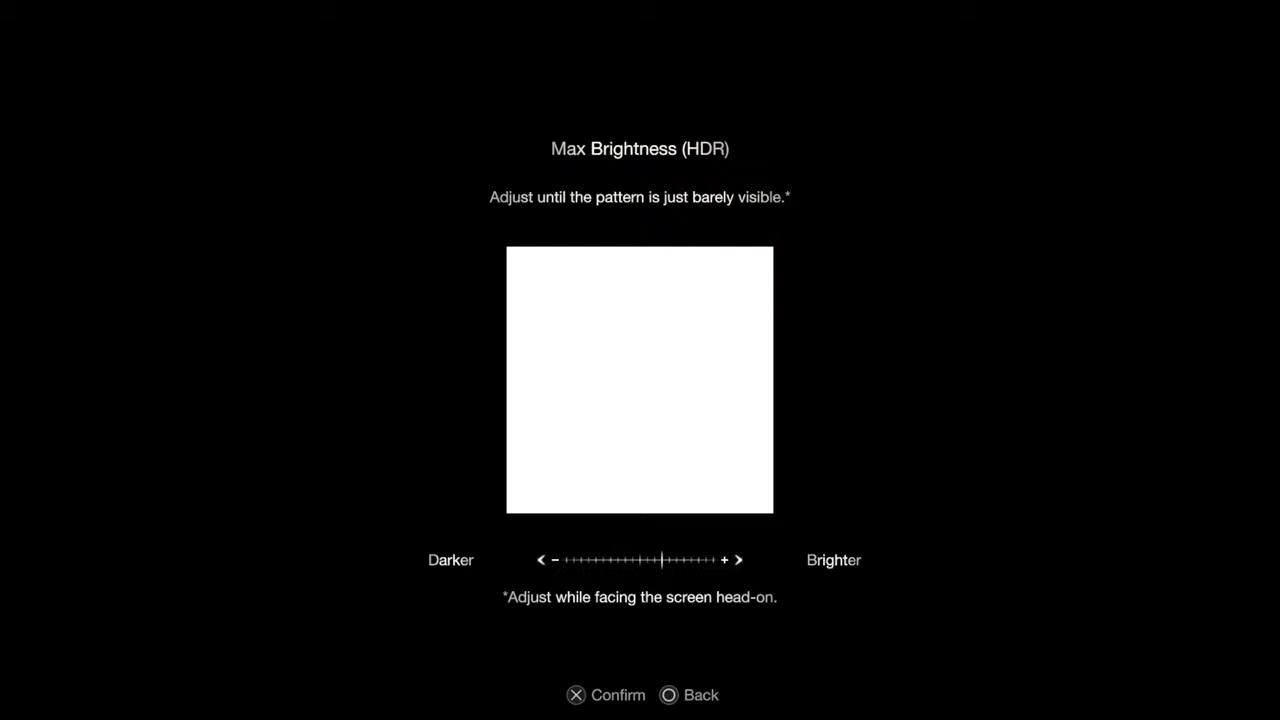 Max Brightness (HDR)
Adjust until the pattern is just barely visible.*
Darker - + Brighter
*Adjust while facing the screen head-on.
Confirm Back